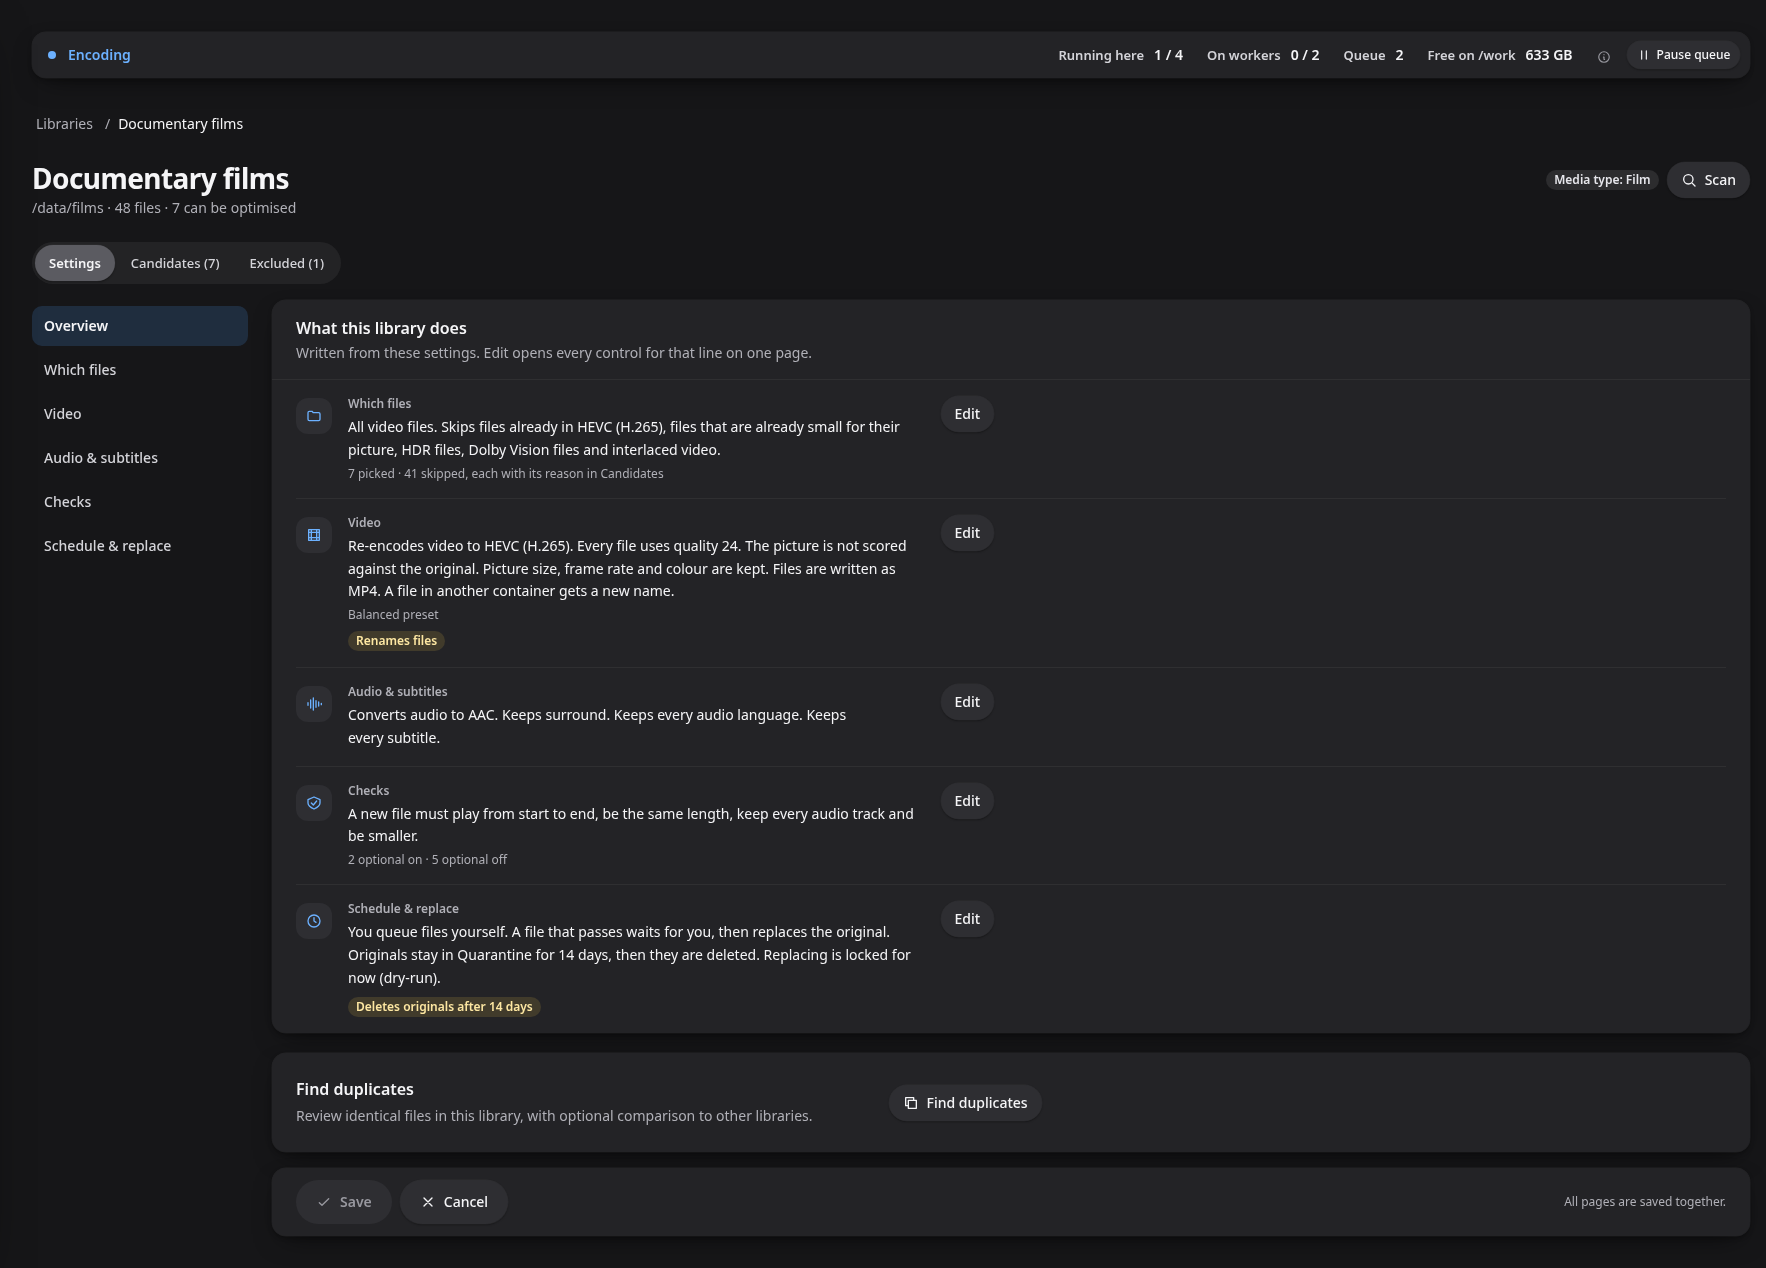 Encoding
Running here 1 / 4 On workers 0 / 2 Queue 2 Free on /work 633 GB Pause queue
Libraries / Documentary films
Documentary films
Media type: Film Scan
/data/films · 48 files · 7 can be optimised
Settings Candidates (7) Excluded (1)
Overview
Which files
Video
Audio & subtitles
Checks
Schedule & replace
What this library does
Written from these settings. Edit opens every control for that line on one page.
Which files
Edit
All video files. Skips files already in HEVC (H.265), files that are already small for their
picture, HDR files, Dolby Vision files and interlaced video.
7 picked · 41 skipped, each with its reason in Candidates
Video
Edit
Re-encodes video to HEVC (H.265). Every file uses quality 24. The picture is not scored
against the original. Picture size, frame rate and colour are kept. Files are written as
MP4. A file in another container gets a new name.
Balanced preset
Renames files
Audio & subtitles
Edit
Converts audio to AAC. Keeps surround. Keeps every audio language. Keeps
every subtitle.
Checks
Edit
A new file must play from start to end, be the same length, keep every audio track and
be smaller.
2 optional on · 5 optional off
Schedule & replace
Edit
You queue files yourself. A file that passes waits for you, then replaces the original.
Originals stay in Quarantine for 14 days, then they are deleted. Replacing is locked for
now (dry-run).
Deletes originals after 14 days
Find duplicates
Review identical files in this library, with optional comparison to other libraries.
Find duplicates
Save Cancel
All pages are saved together.